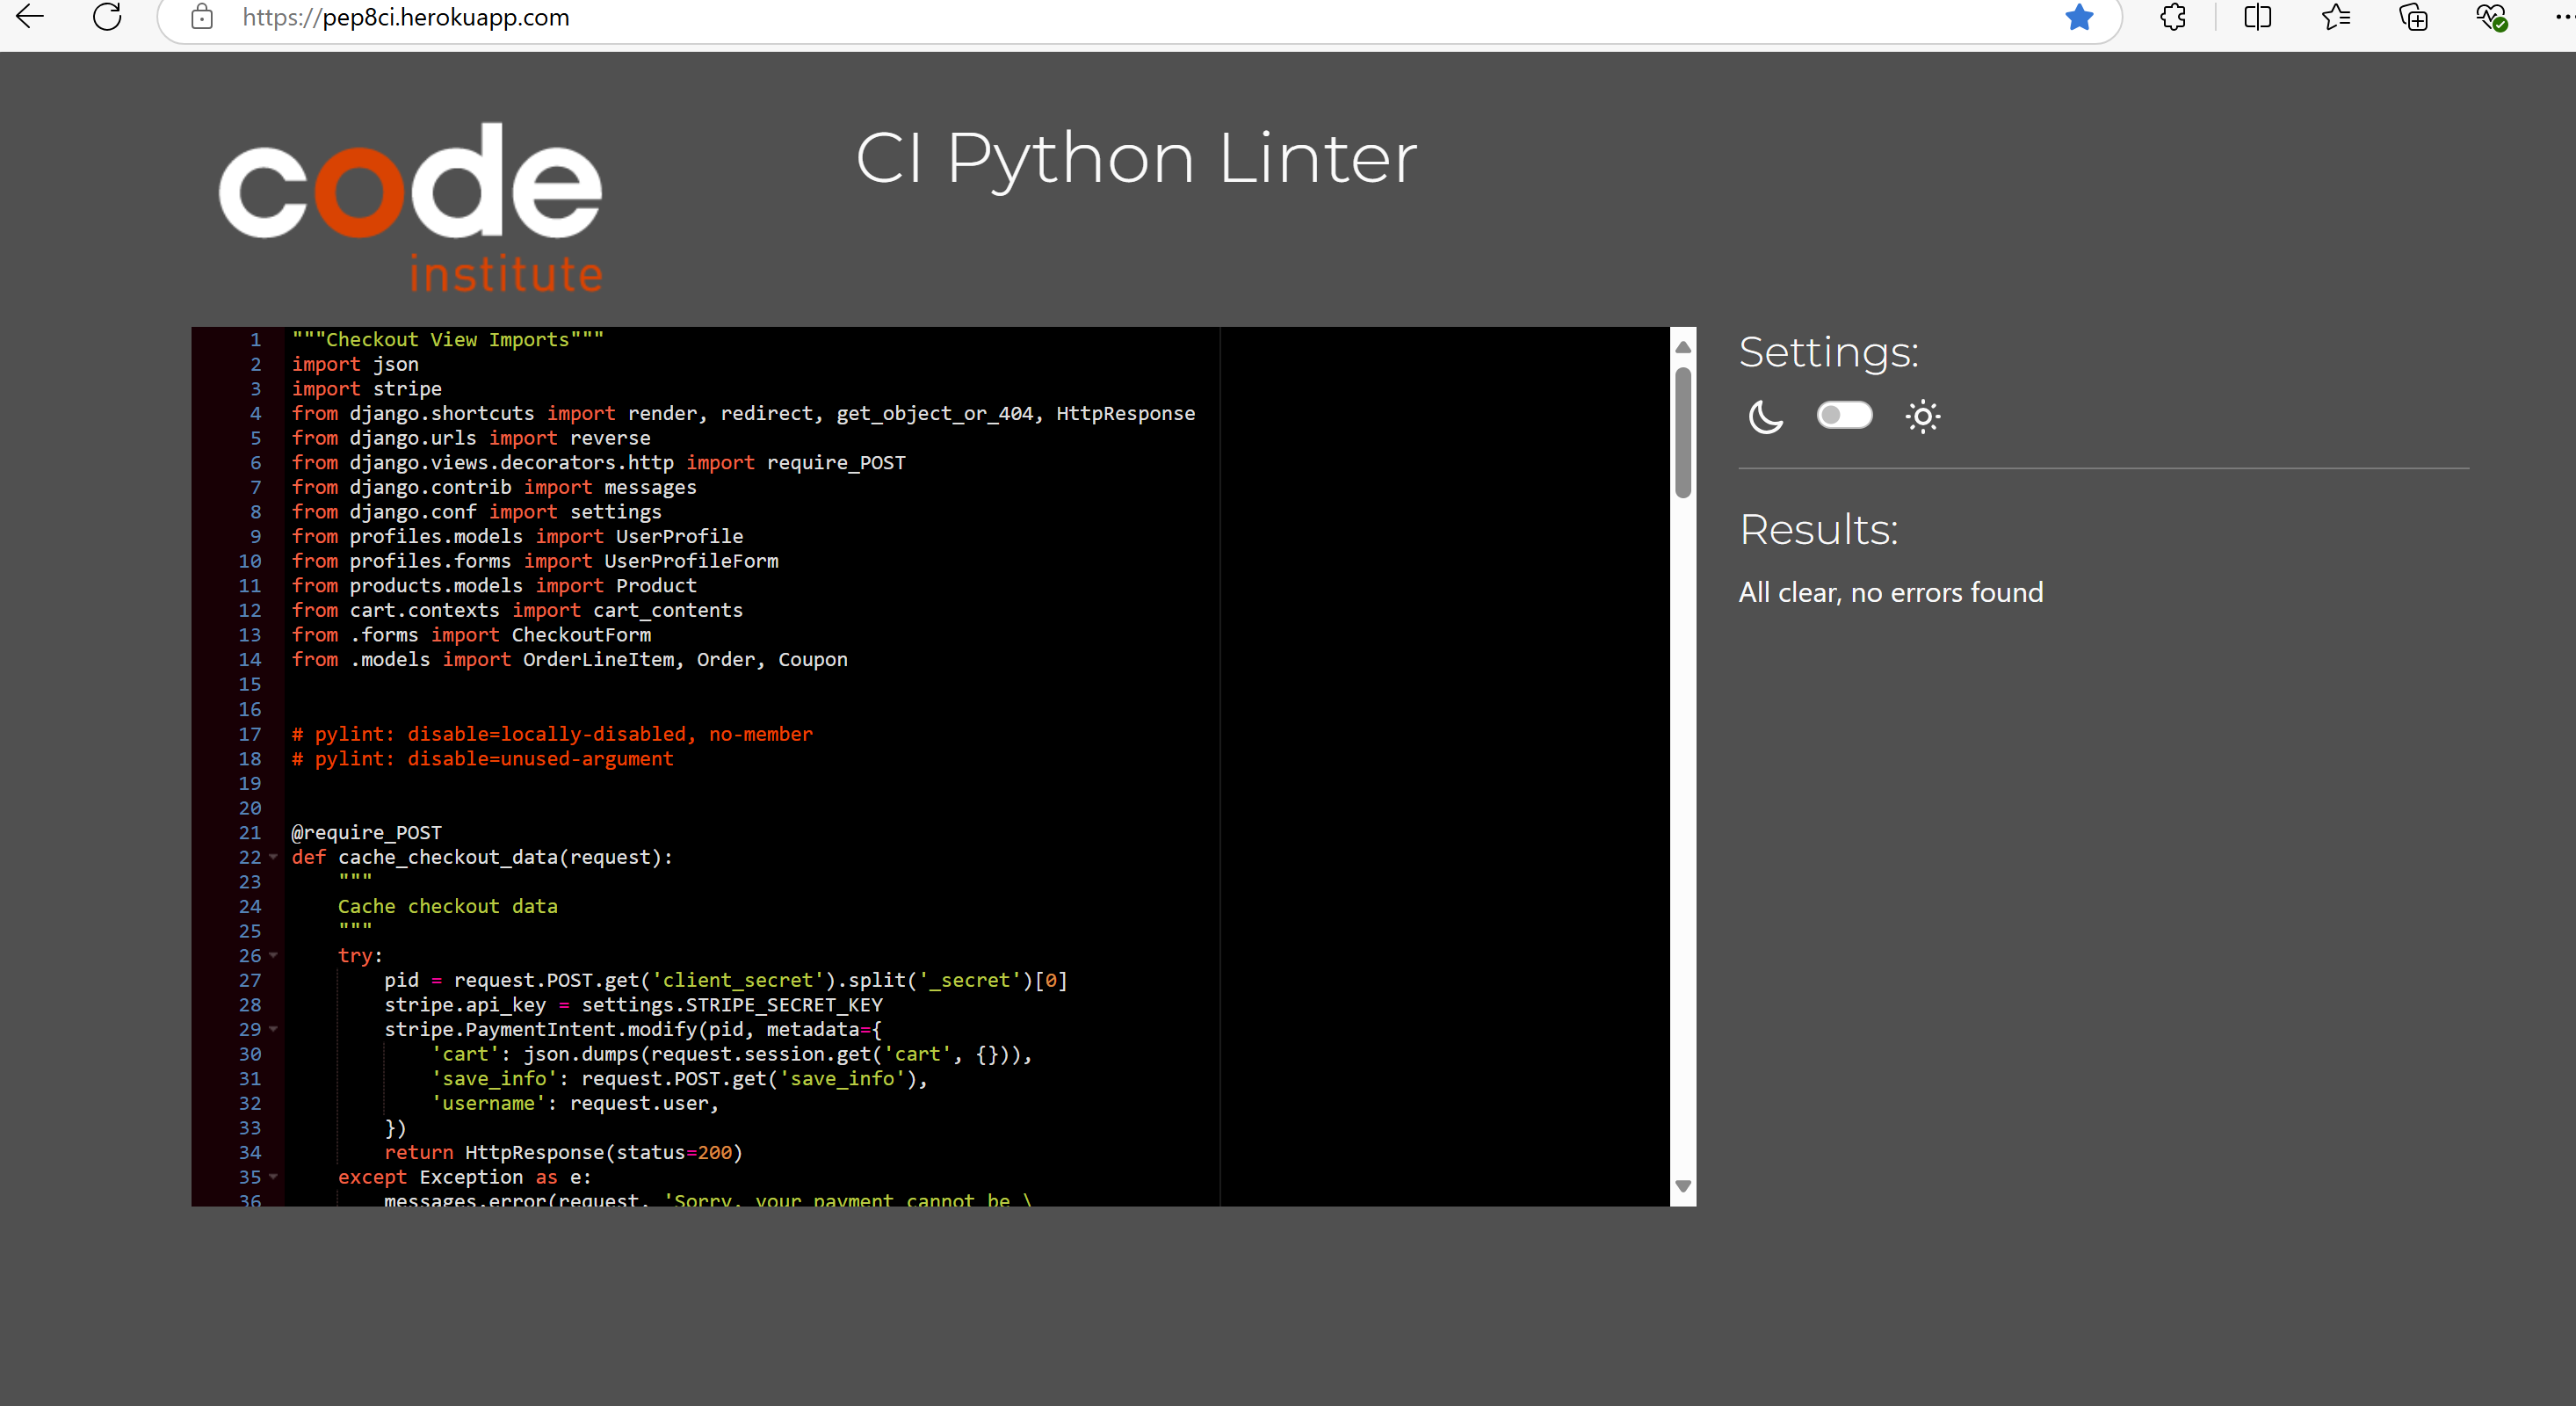 https://pep8ci.herokuapp.com
code
institute
CI Python Linter
1 """Checkout View Imports"""
2 import json
3 import stripe
4 from django.shortcuts import render, redirect, get_object_or_404, HttpResponse
5 from django.urls import reverse
6 from django.views.decorators.http import require_POST
7 from django.contrib import messages
8 from django.conf import settings
9 from profiles.models import UserProfile
10 from profiles.forms import UserProfileForm
11 from products.models import Product
12 from cart.contexts import cart_contents
13 from .forms import CheckoutForm
14 from .models import OrderLineItem, Order, Coupon
15
16
17 # pylint: disable=locally-disabled, no-member
18 # pylint: disable=unused-argument
19
20
21 @require_POST
22 def cache_checkout_data(request):
23     """
24     Cache checkout data
25     """
26     try:
27         pid = request.POST.get('client_secret').split('_secret')[0]
28         stripe.api_key = settings.STRIPE_SECRET_KEY
29         stripe.PaymentIntent.modify(pid, metadata={
30             'cart': json.dumps(request.session.get('cart', {})),
31             'save_info': request.POST.get('save_info'),
32             'username': request.user,
33         })
34         return HttpResponse(status=200)
35     except Exception as e:
36         messages.error(request, 'Sorry, your payment cannot be \
Settings:
Results:
All clear, no errors found